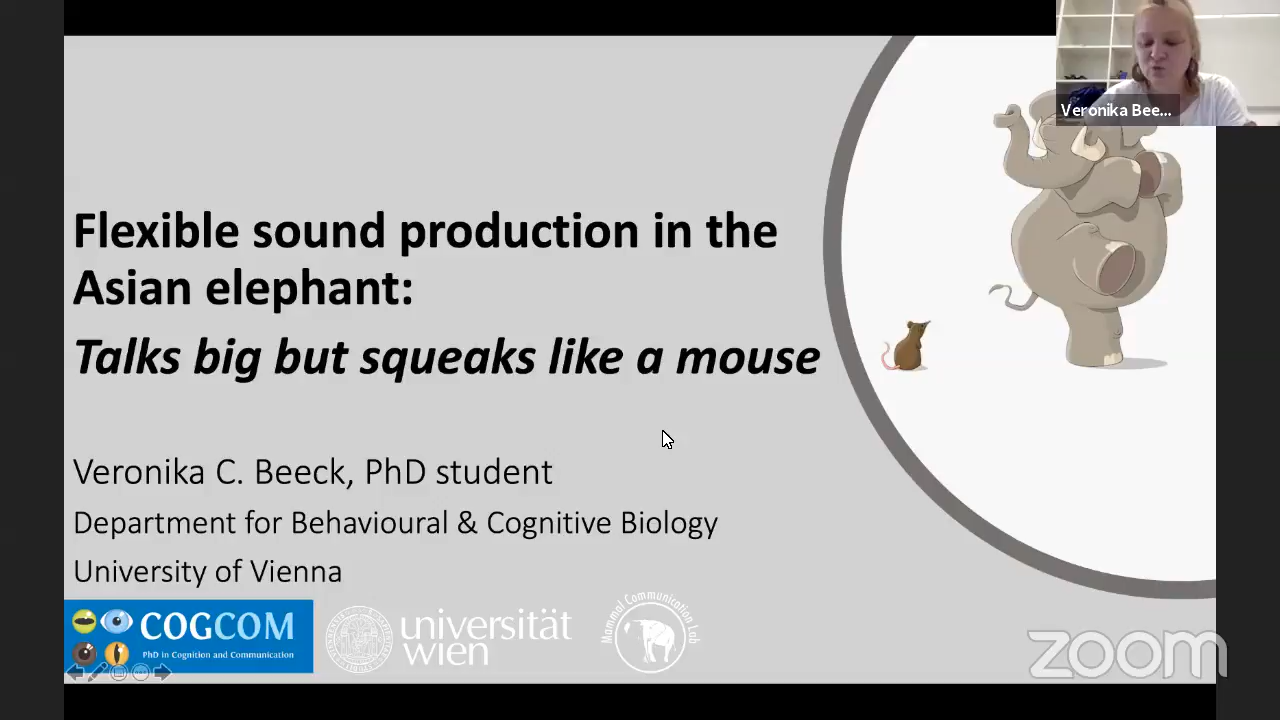 Veronika Bee...
Flexible sound production in the
Asian elephant:
Talks big but squeaks like a mouse
Veronika C. Beeck, PhD student
Department for Behavioural & Cognitive Biology
University of Vienna
COGCOM
PhD in Cognition and Communication
universität
wien
Mammal Communication Lab
zoom